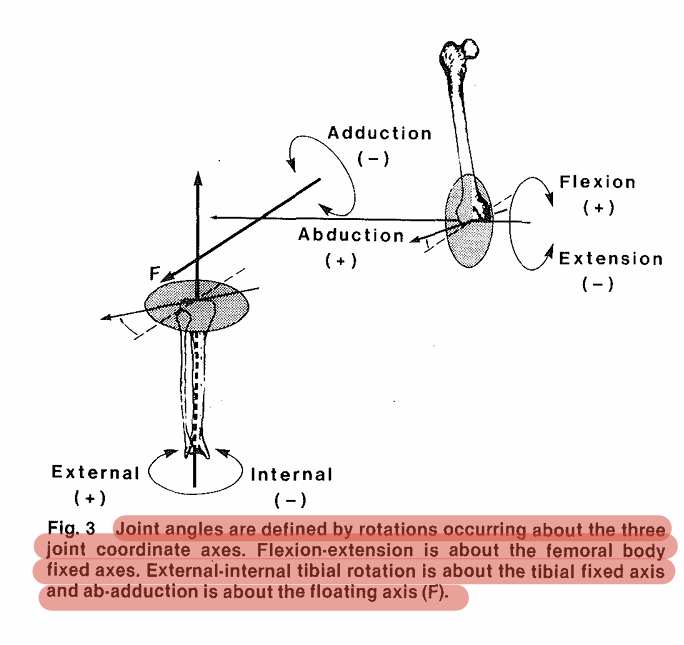 Adduction
(-)
Flexion
(+)
Abduction
(+)
Extension
(-)
F
External
(+)
Internal
(-)
Fig. 3 Joint angles are defined by rotations occurring about the three
joint coordinate axes. Flexion-extension is about the femoral body
fixed axes. External-internal tibial rotation is about the tibial fixed axis
and ab-adduction is about the floating axis (F).